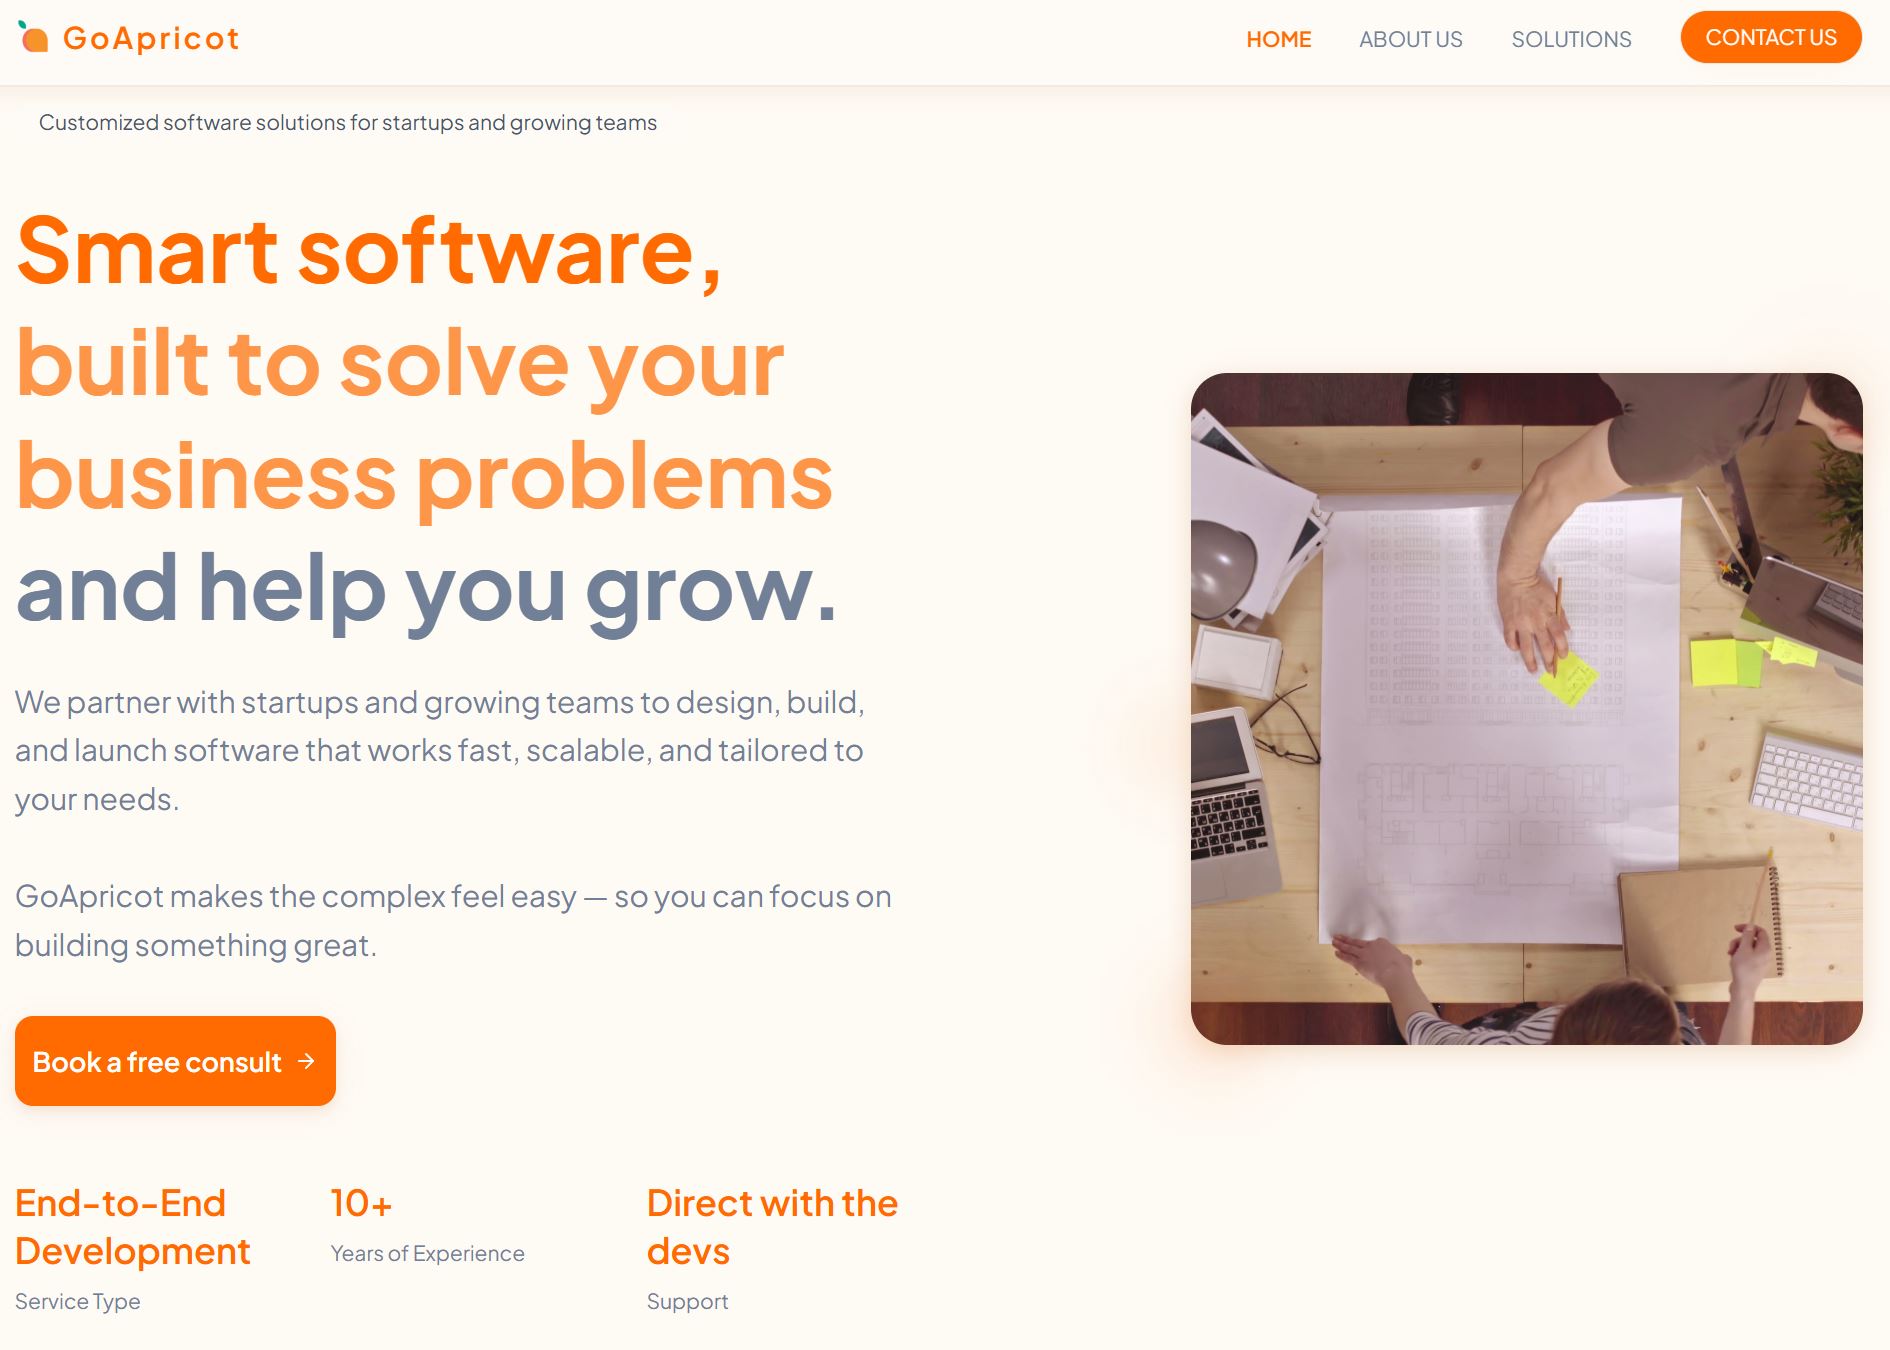 GoApricot
HOME
ABOUT US
SOLUTIONS
CONTACT US
Customized software solutions for startups and growing teams
Smart software,
built to solve your
business problems
and help you grow.
We partner with startups and growing teams to design, build,
and launch software that works fast, scalable, and tailored to
your needs.
GoApricot makes the complex feel easy — so you can focus on
building something great.
Book a free consult →
End-to-End
Development
Service Type
10+
Years of Experience
Direct with the
devs
Support